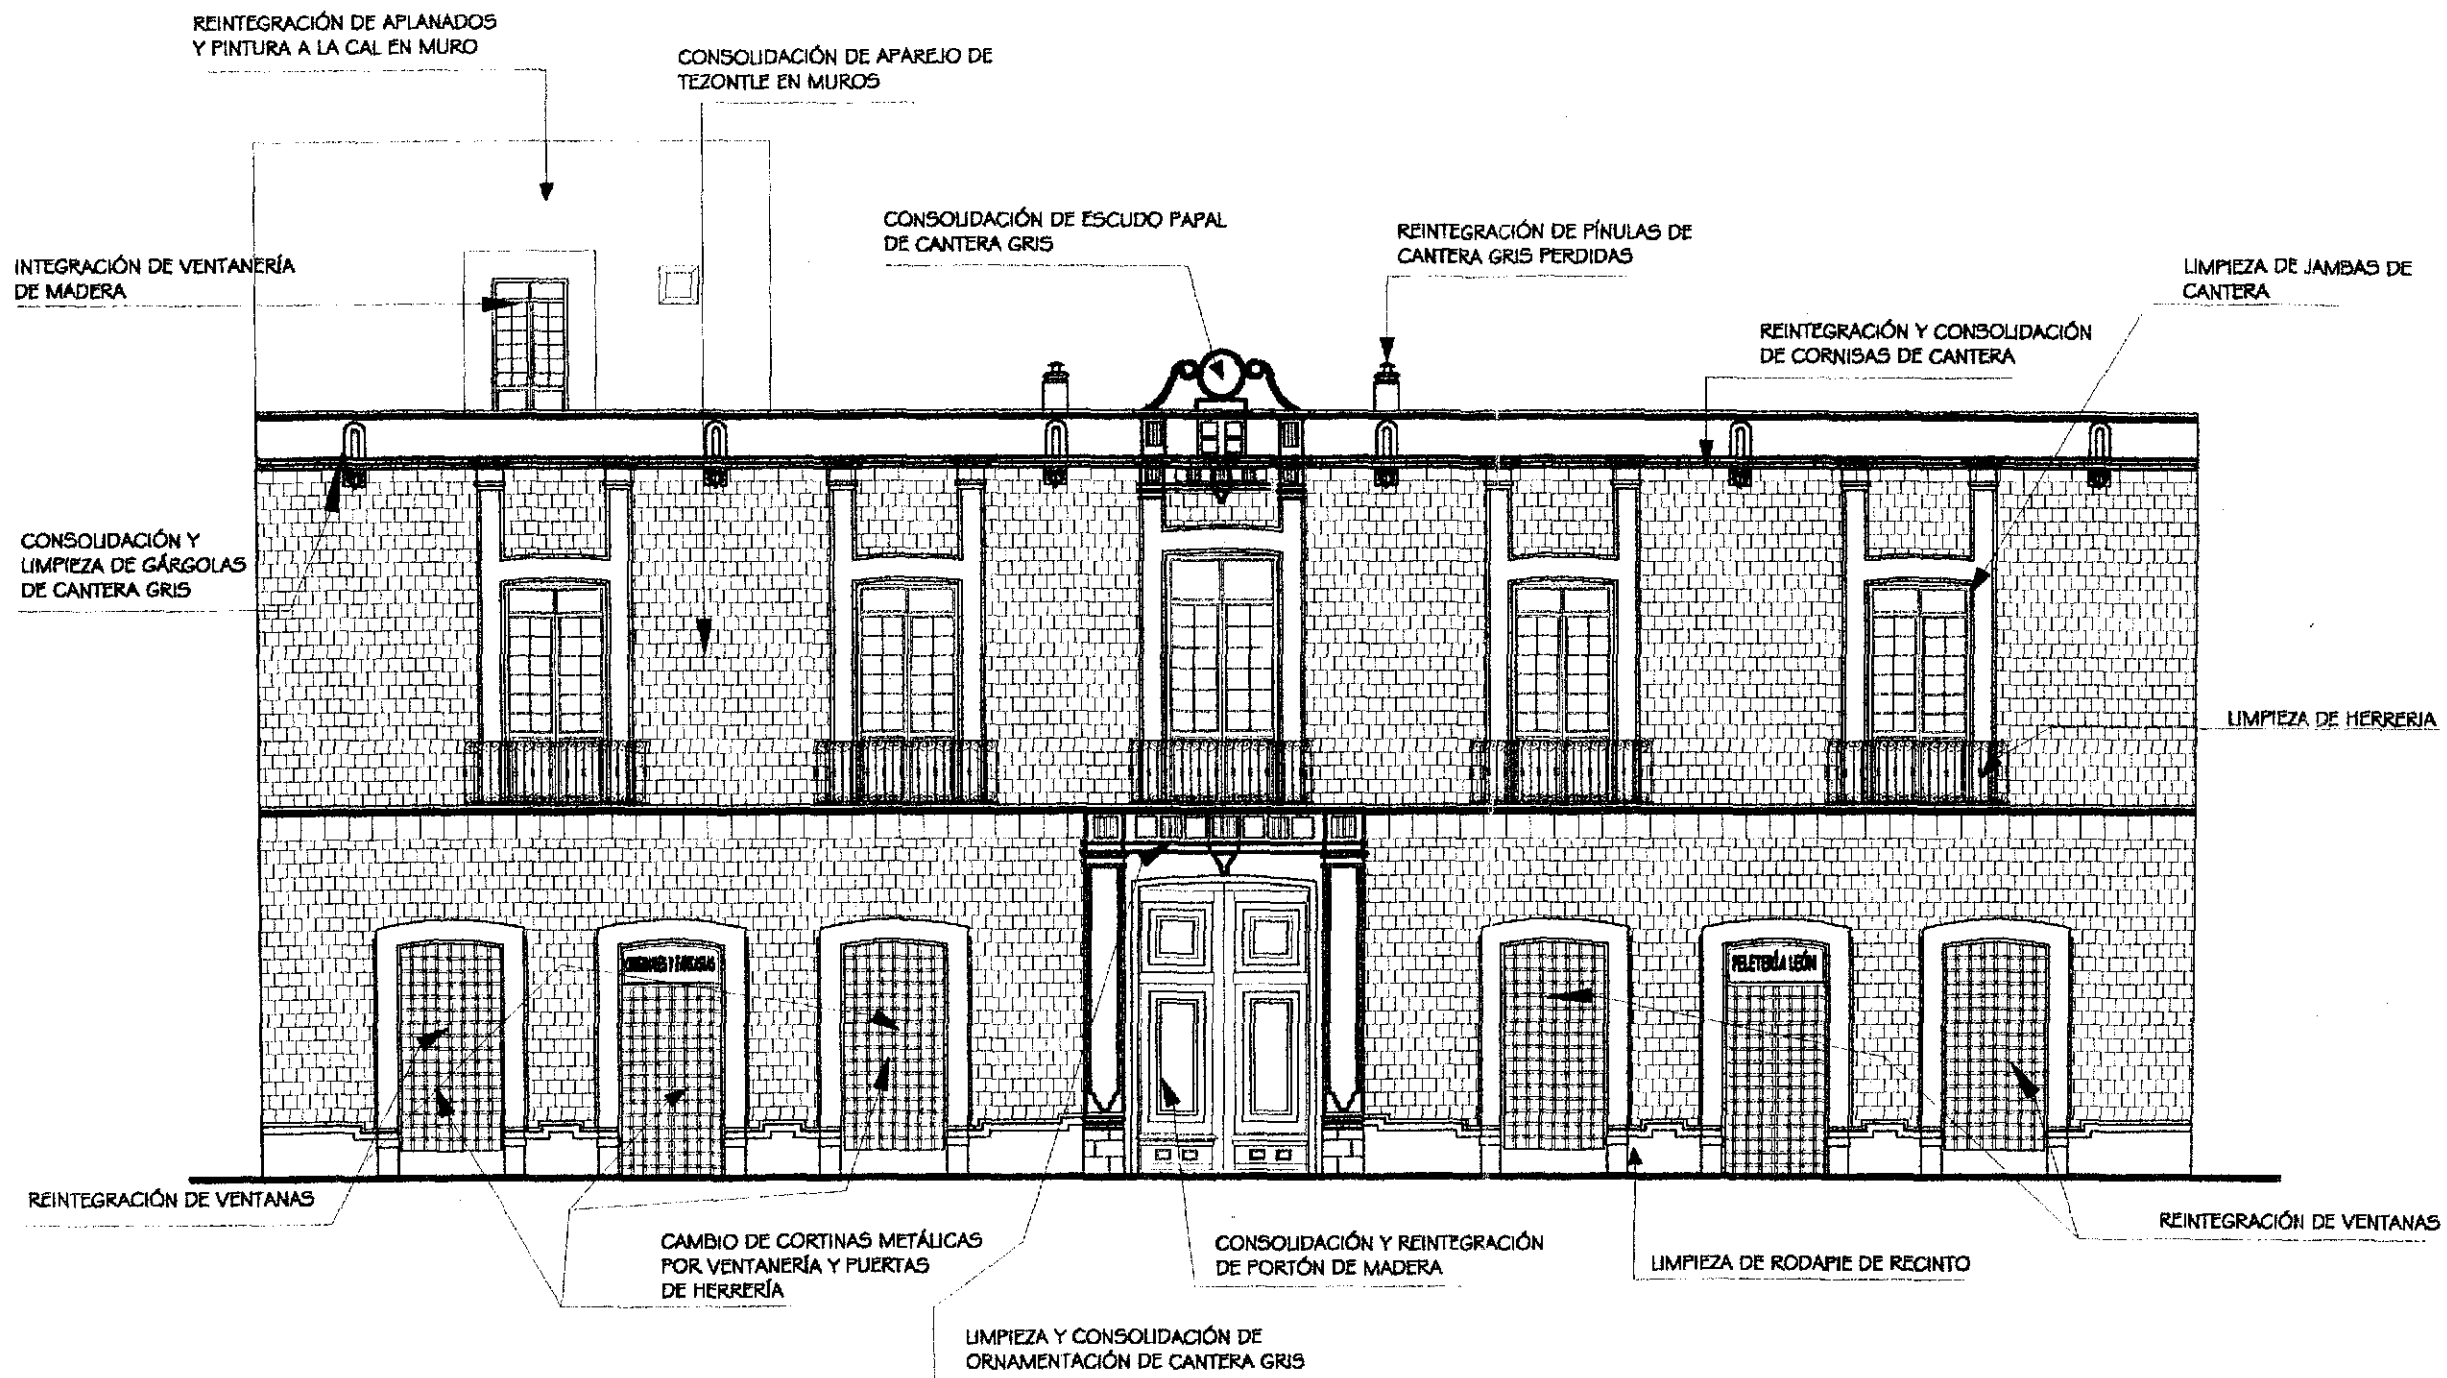 REINTEGRACIÓN DE APLANADOS
Y PINTURA A LA CAL EN MURO
CONSOLIDACIÓN DE APAREJO DE
TEZONTLE EN MUROS
CONSOLIDACIÓN DE ESCUDO PAPAL
DE CANTERA GRIS
REINTEGRACIÓN DE PÍNULAS DE
CANTERA GRIS PERDIDAS
INTEGRACIÓN DE VENTANERÍA
DE MADERA
LIMPIEZA DE JAMBAS DE
CANTERA
REINTEGRACIÓN Y CONSOLIDACIÓN
DE CORNISAS DE CANTERA
CONSOLIDACIÓN Y
LIMPIEZA DE GÁRGOLAS
DE CANTERA GRIS
LIMPIEZA DE HERRERIA
PELETERÍA LEÓN
REINTEGRACIÓN DE VENTANAS
CAMBIO DE CORTINAS METÁLICAS
POR VENTANERÍA Y PUERTAS
DE HERRERÍA
CONSOLIDACIÓN Y REINTEGRACIÓN
DE PORTÓN DE MADERA
LIMPIEZA DE RODAPIE DE RECINTO
REINTEGRACIÓN DE VENTANAS
LIMPIEZA Y CONSOLIDACIÓN DE
ORNAMENTACIÓN DE CANTERA GRIS